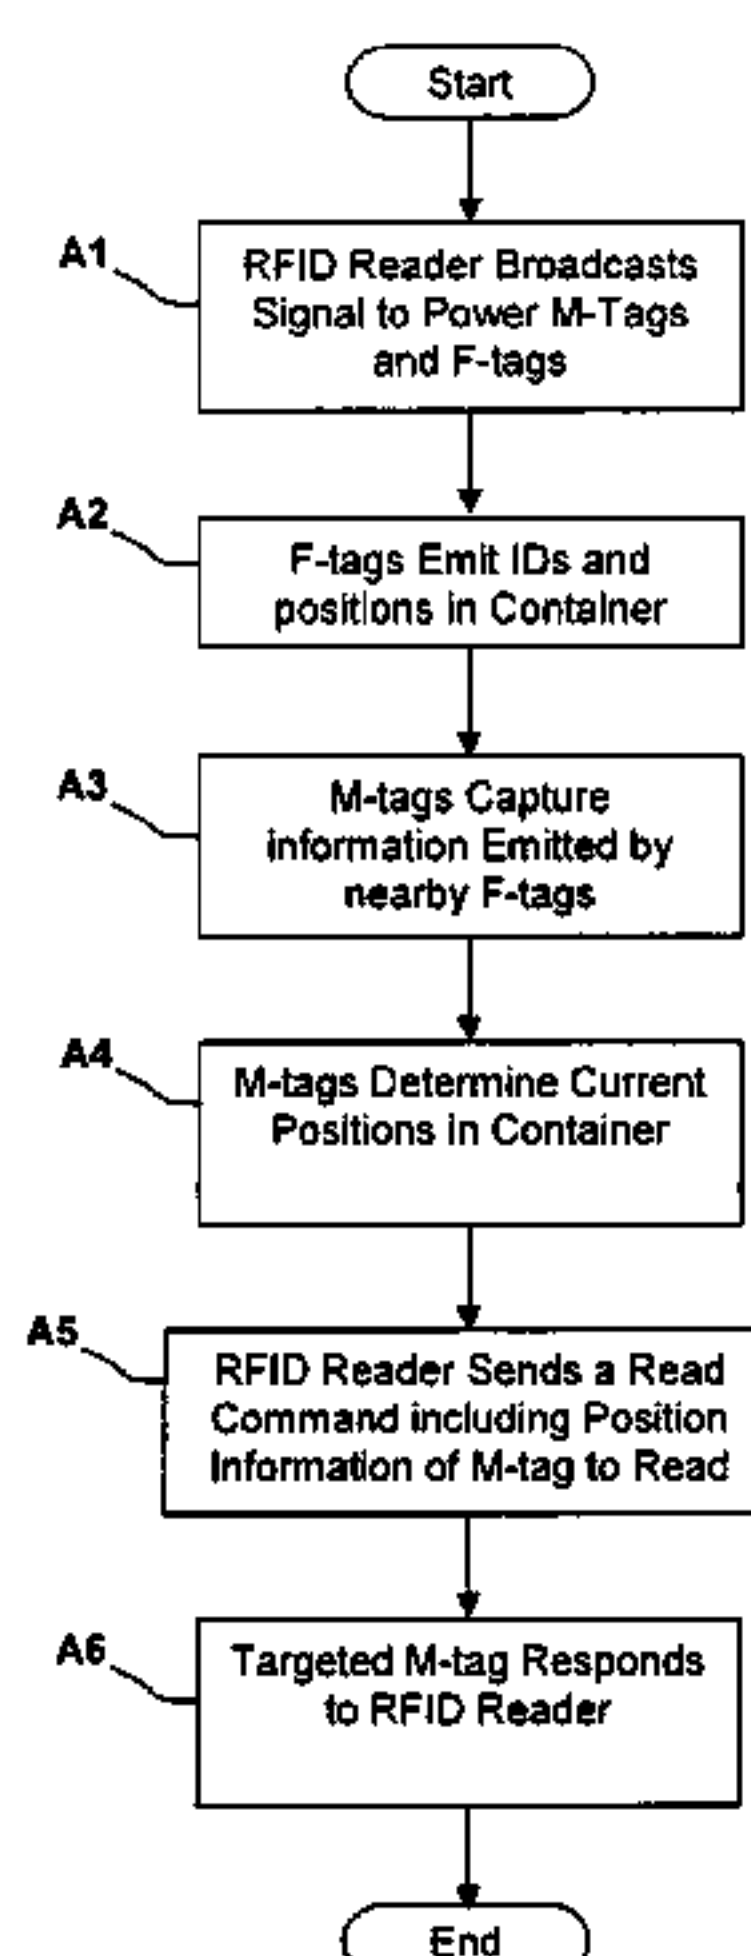 Start
A1
RFID Reader Broadcasts
Signal to Power M-Tags
and F-tags
A2
F-tags Emit IDs and
positions in Container
A3
M-tags Capture
information Emitted by
nearby F-tags
A4
M-tags Determine Current
Positions in Container
A5
RFID Reader Sends a Read
Command including Position
Information of M-tag to Read
A6
Targeted M-tag Responds
to RFID Reader
End